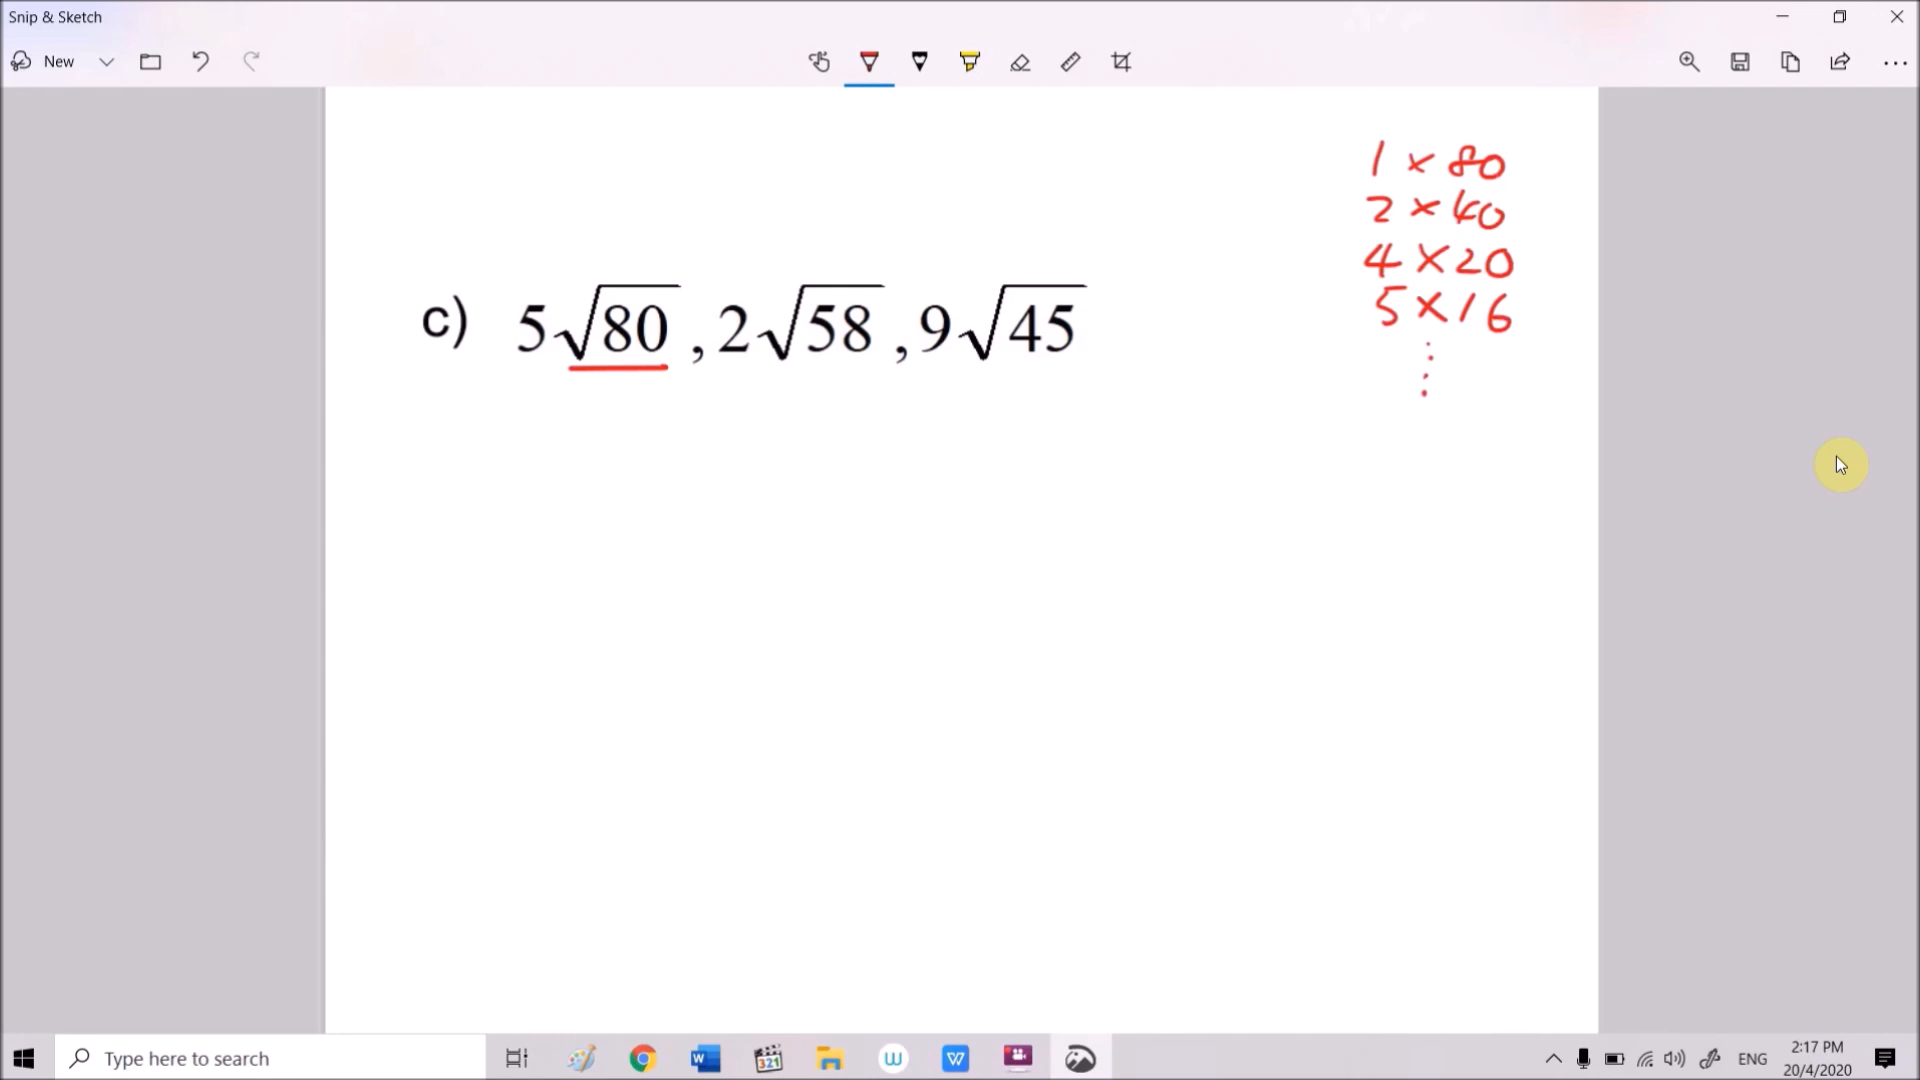 Snip & Sketch
New
1 × 80
2 × 40
4 × 20
5 × 16
⋮
c) 5√80 , 2√58 , 9√45
321
Type here to search
ENG
2:17 PM
20/4/2020